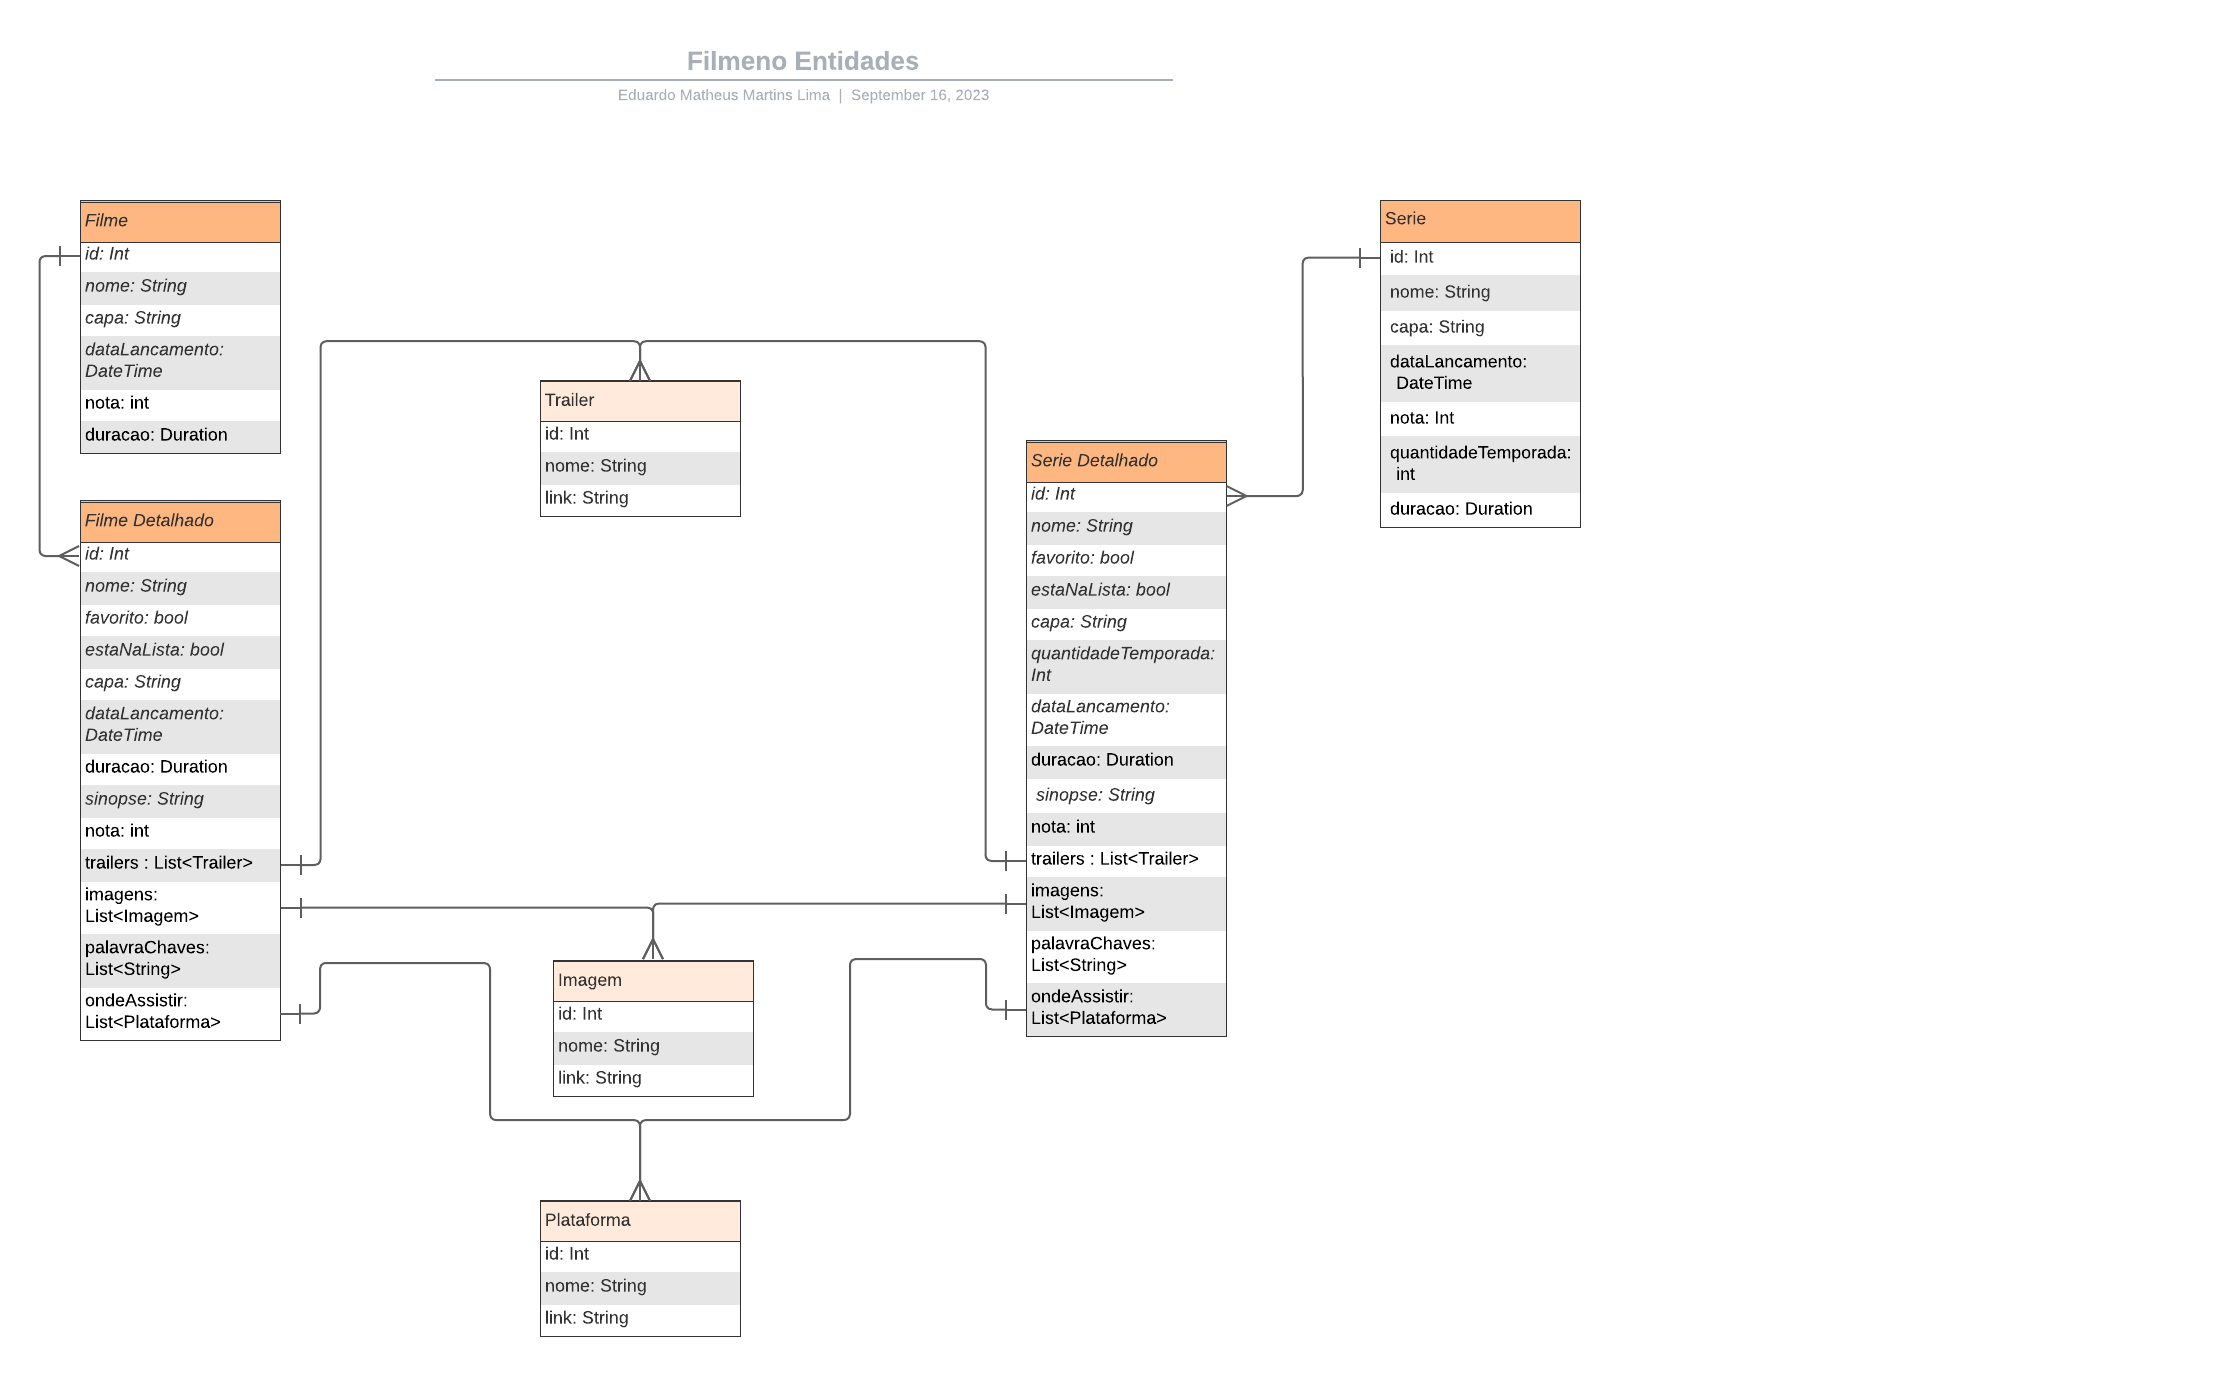 Filmeno Entidades
Eduardo Matheus Martins Lima | September 16, 2023
Filme
id: Int
nome: String
capa: String
dataLancamento:
DateTime
nota: int
duracao: Duration
Filme Detalhado
id: Int
nome: String
favorito: bool
estaNaLista: bool
capa: String
dataLancamento:
DateTime
duracao: Duration
sinopse: String
nota: int
trailers : List<Trailer>
imagens:
List<Imagem>
palavraChaves:
List<String>
ondeAssistir:
List<Plataforma>
Trailer
id: Int
nome: String
link: String
Imagem
id: Int
nome: String
link: String
Plataforma
id: Int
nome: String
link: String
Serie Detalhado
id: Int
nome: String
favorito: bool
estaNaLista: bool
capa: String
quantidadeTemporada:
Int
dataLancamento:
DateTime
duracao: Duration
sinopse: String
nota: int
trailers : List<Trailer>
imagens:
List<Imagem>
palavraChaves:
List<String>
ondeAssistir:
List<Plataforma>
Serie
id: Int
nome: String
capa: String
dataLancamento:
DateTime
nota: Int
quantidadeTemporada:
int
duracao: Duration